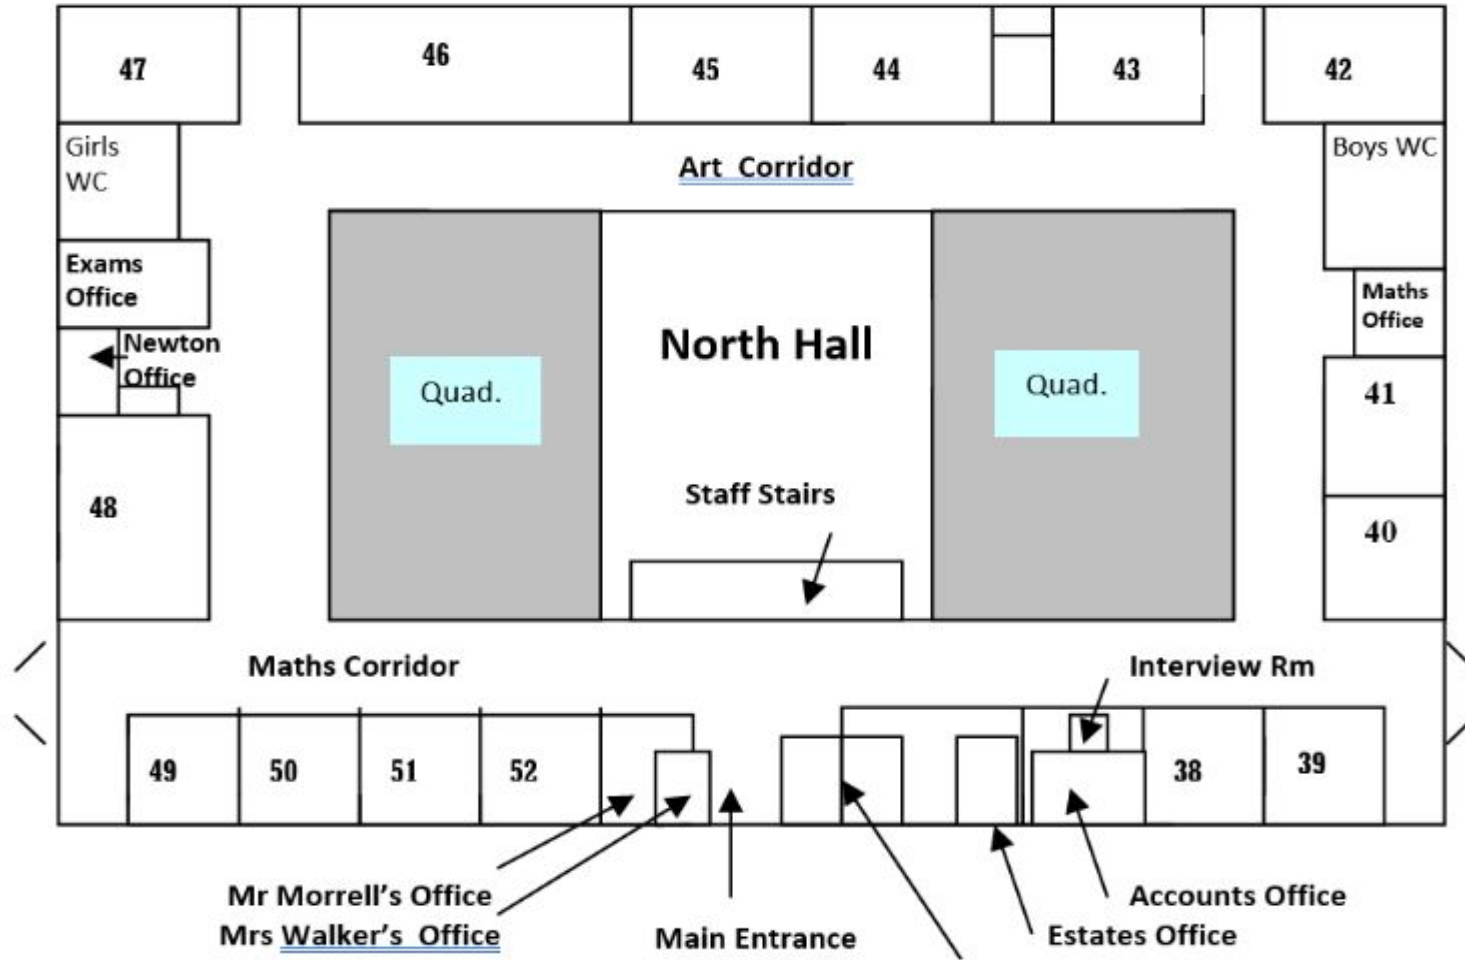 47
46
45
44
43
42
Girls
WC
Boys WC
Art  Corridor
Exams
Office
Maths
Office
Newton
Office
North Hall
Quad.
Quad.
41
48
Staff Stairs
40
Maths Corridor
Interview Rm
49
50
51
52
38
39
Mr Morrell’s Office
Mrs Walker’s  Office
Main Entrance
Accounts Office
Estates Office